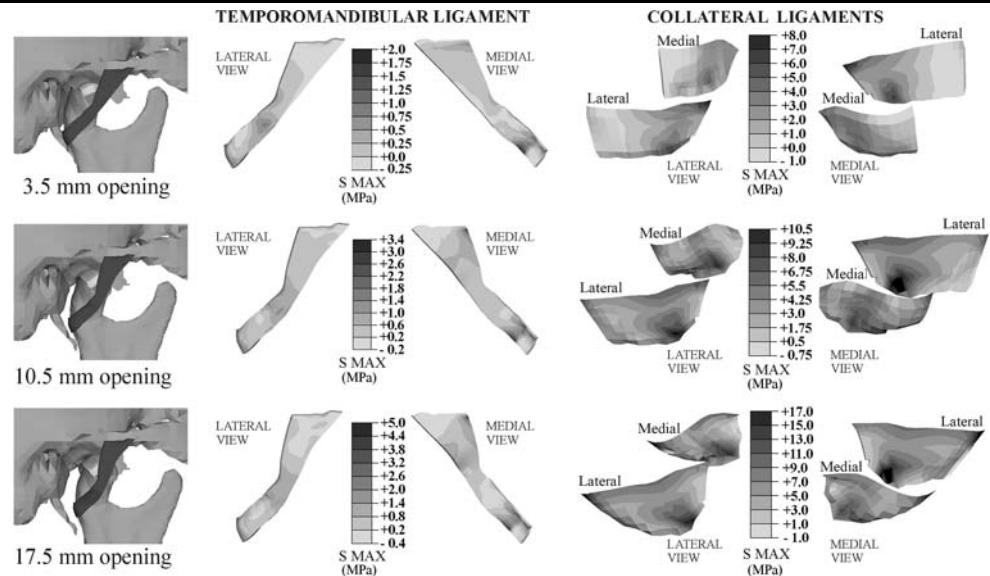 TEMPOROMANDIBULAR LIGAMENT
COLLATERAL LIGAMENTS
3.5 mm opening
LATERAL
VIEW
+2.0
+1.75
+1.5
+1.25
+1.0
+0.75
+0.5
+0.25
+0.0
- 0.25
S MAX
(MPa)
MEDIAL
VIEW
Medial
Lateral
LATERAL
VIEW
+8.0
+7.0
+6.0
+5.0
+4.0
+3.0
+2.0
+1.0
+0.0
- 1.0
S MAX
(MPa)
Lateral
Medial
MEDIAL
VIEW
10.5 mm opening
LATERAL
VIEW
+3.4
+3.0
+2.6
+2.2
+1.8
+1.4
+1.0
+0.6
+0.2
- 0.2
S MAX
(MPa)
MEDIAL
VIEW
Medial
Lateral
LATERAL
VIEW
+10.5
+9.25
+8.0
+6.75
+5.5
+4.25
+3.0
+1.75
+0.5
- 0.75
S MAX
(MPa)
Lateral
Medial
MEDIAL
VIEW
17.5 mm opening
LATERAL
VIEW
+5.0
+4.4
+3.8
+3.2
+2.6
+2.0
+1.4
+0.8
+0.2
- 0.4
S MAX
(MPa)
MEDIAL
VIEW
Medial
Lateral
LATERAL
VIEW
+17.0
+15.0
+13.0
+11.0
+9.0
+7.0
+5.0
+3.0
+1.0
- 1.0
S MAX
(MPa)
Lateral
Medial
MEDIAL
VIEW